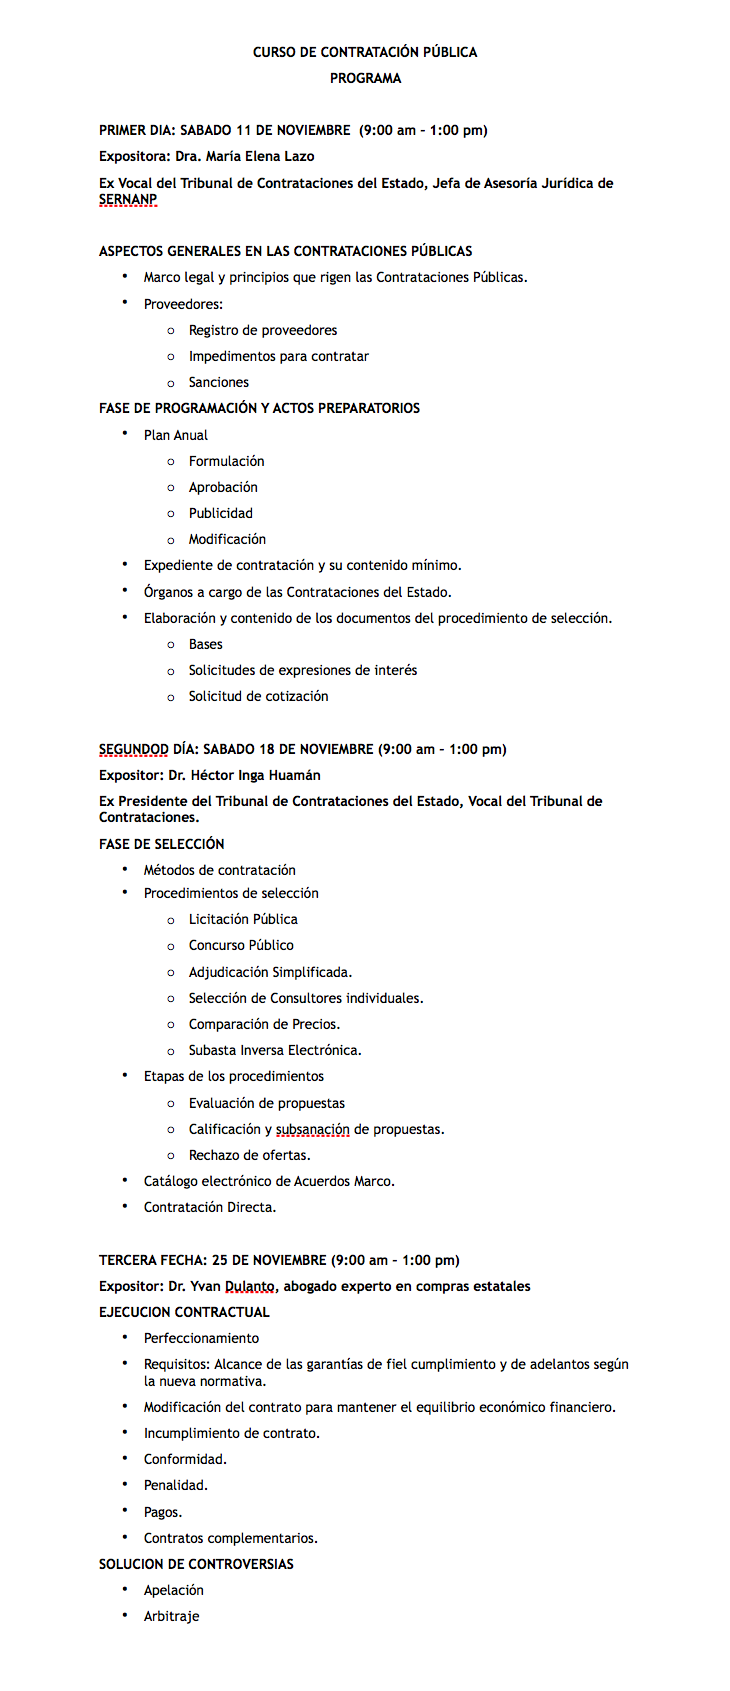 CURSO DE CONTRATACIÓN PÚBLICA
PROGRAMA
PRIMER DIA: SABADO 11 DE NOVIEMBRE (9:00 am – 1:00 pm)
Expositora: Dra. María Elena Lazo
Ex Vocal del Tribunal de Contrataciones del Estado, Jefa de Asesoría Jurídica de
SERNANP
ASPECTOS GENERALES EN LAS CONTRATACIONES PÚBLICAS
• Marco legal y principios que rigen las Contrataciones Públicas.
• Proveedores:
o Registro de proveedores
o Impedimentos para contratar
o Sanciones
FASE DE PROGRAMACIÓN Y ACTOS PREPARATORIOS
• Plan Anual
o Formulación
o Aprobación
o Publicidad
o Modificación
• Expediente de contratación y su contenido mínimo.
• Órganos a cargo de las Contrataciones del Estado.
• Elaboración y contenido de los documentos del procedimiento de selección.
o Bases
o Solicitudes de expresiones de interés
o Solicitud de cotización
SEGUNDOD DÍA: SABADO 18 DE NOVIEMBRE (9:00 am – 1:00 pm)
Expositor: Dr. Héctor Inga Huamán
Ex Presidente del Tribunal de Contrataciones del Estado, Vocal del Tribunal de
Contrataciones.
FASE DE SELECCIÓN
• Métodos de contratación
• Procedimientos de selección
o Licitación Pública
o Concurso Público
o Adjudicación Simplificada.
o Selección de Consultores individuales.
o Comparación de Precios.
o Subasta Inversa Electrónica.
• Etapas de los procedimientos
o Evaluación de propuestas
o Calificación y subsanación de propuestas.
o Rechazo de ofertas.
• Catálogo electrónico de Acuerdos Marco.
• Contratación Directa.
TERCERA FECHA: 25 DE NOVIEMBRE (9:00 am – 1:00 pm)
Expositor: Dr. Yvan Dulanto, abogado experto en compras estatales
EJECUCION CONTRACTUAL
• Perfeccionamiento
• Requisitos: Alcance de las garantías de fiel cumplimiento y de adelantos según
la nueva normativa.
• Modificación del contrato para mantener el equilibrio económico financiero.
• Incumplimiento de contrato.
• Conformidad.
• Penalidad.
• Pagos.
• Contratos complementarios.
SOLUCION DE CONTROVERSIAS
• Apelación
• Arbitraje